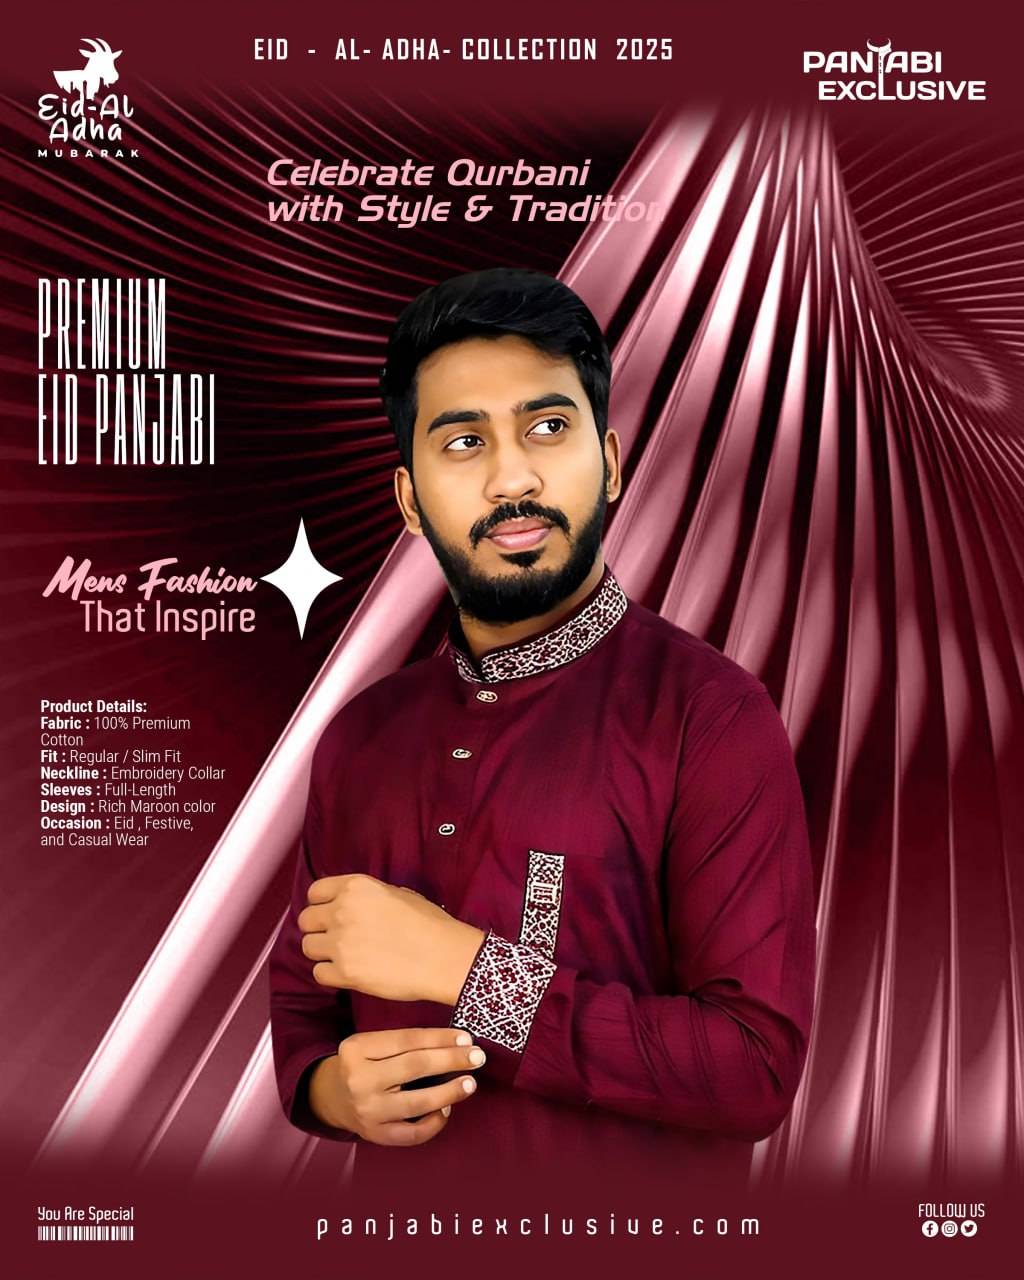 EID - AL- ADHA- COLLECTION 2025
PANJABI
EXCLUSIVE
Eid-Al
Adha
MUBARAK
Celebrate Qurbani
with Style & Tradition
PREMIUM
EID PANJABI
Mens Fashion
That Inspire
Product Details:
Fabric : 100% Premium
Cotton
Fit : Regular / Slim Fit
Neckline : Embroidery Collar
Sleeves : Full-Length
Design : Rich Maroon color
Occasion : Eid , Festive,
and Casual Wear
You Are Special
panjabiexclusive.com
FOLLOW US